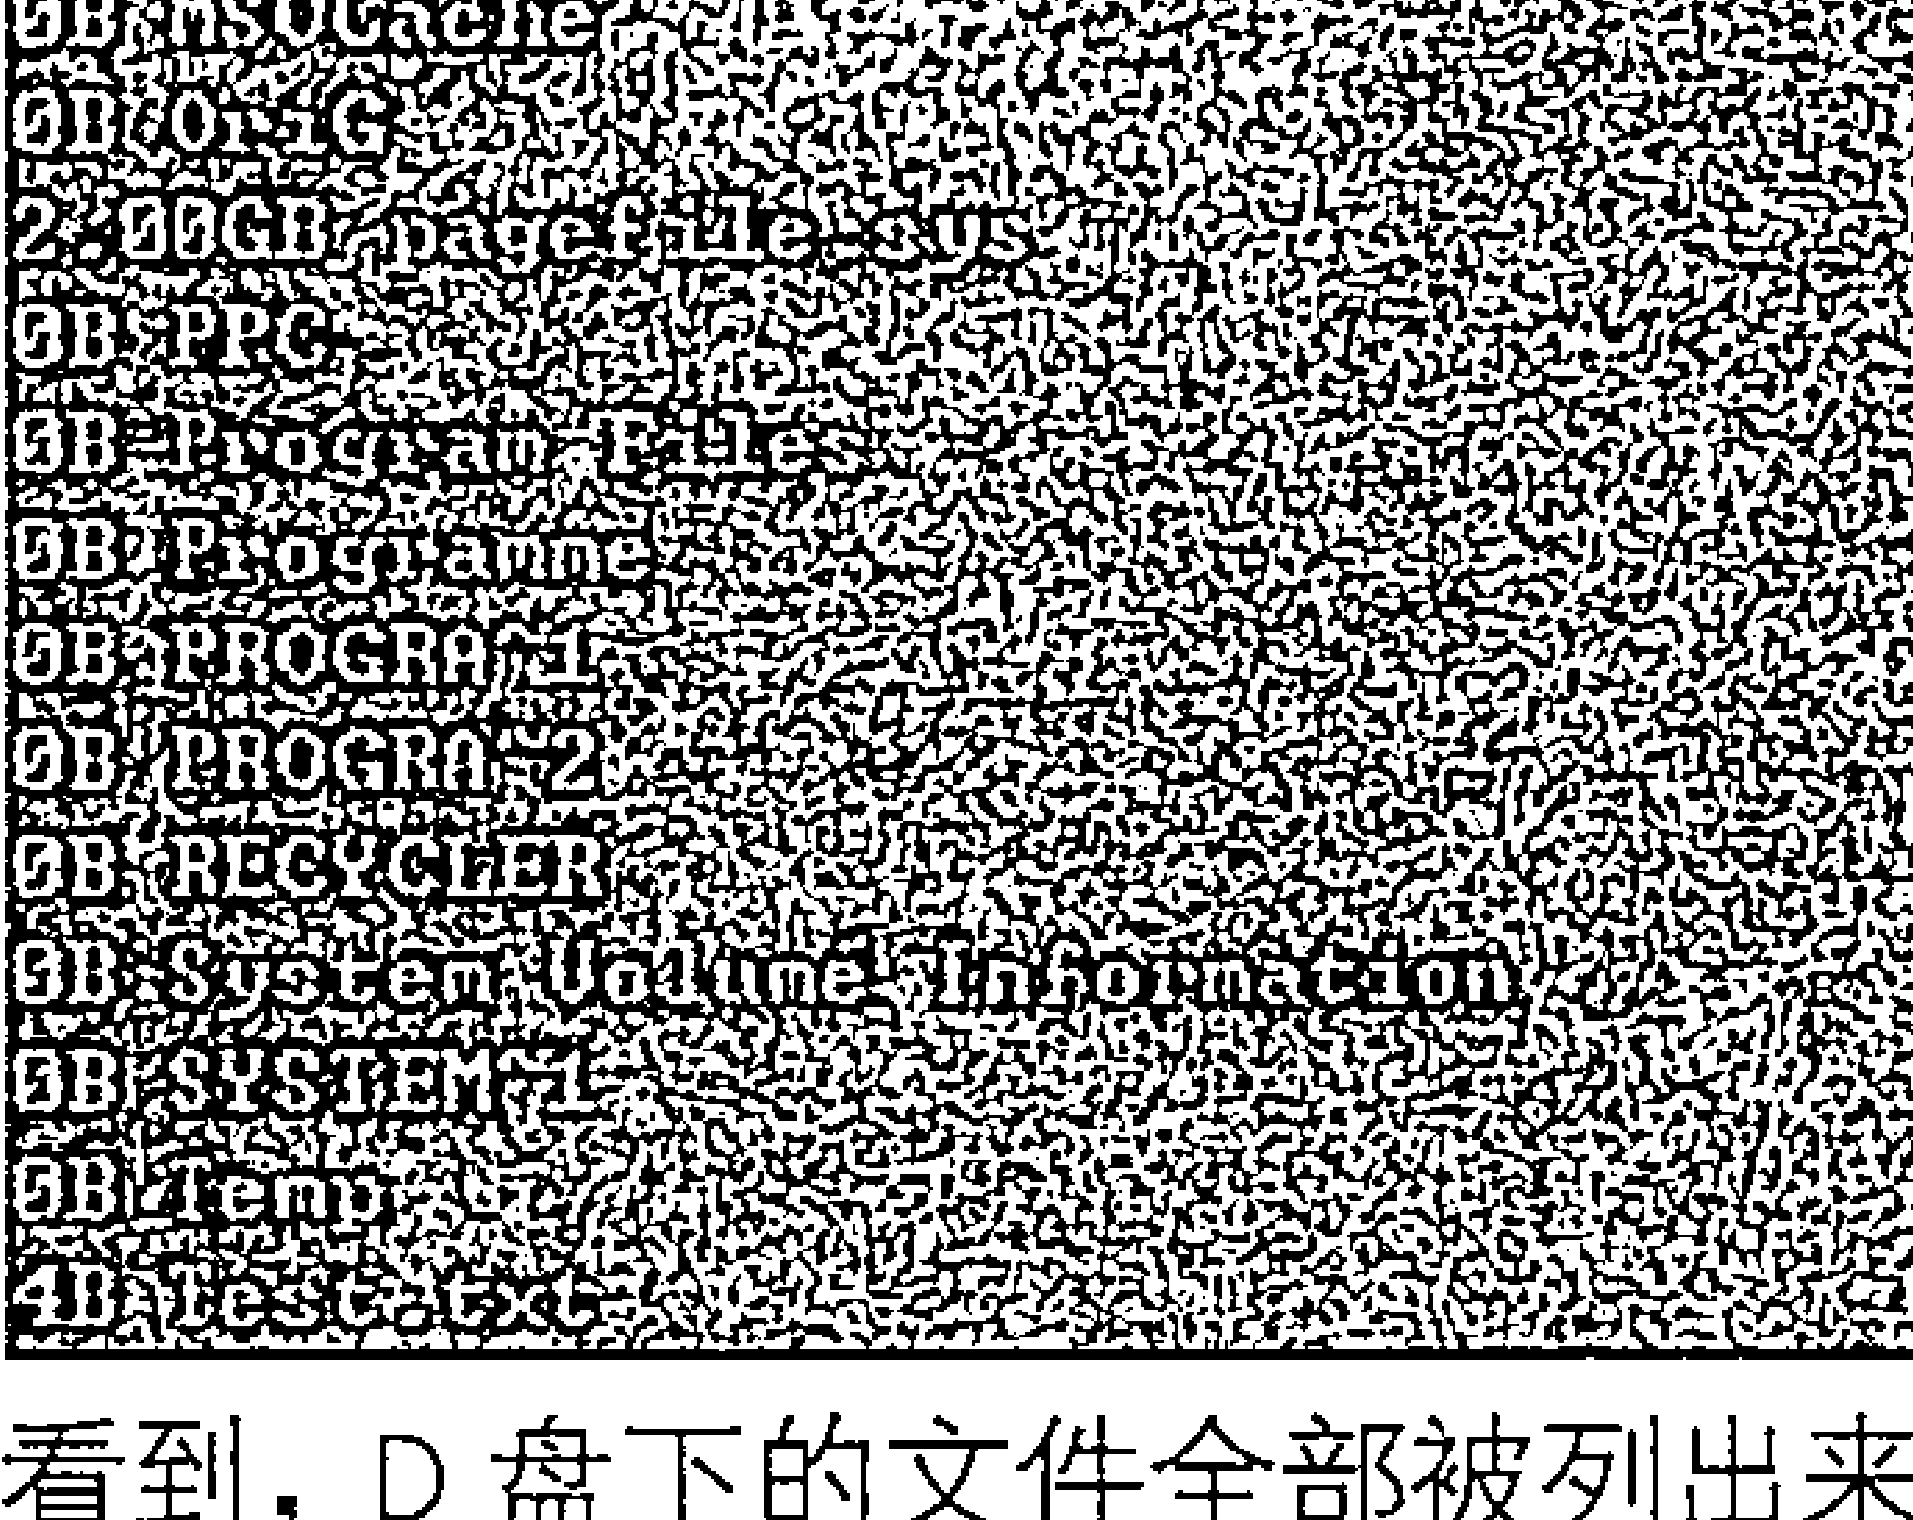 0B MSOCache
0B OriG
2.00GB pagefile.sys
0B PPC
0B Program Files
0B Programme
0B PROGRA~1
0B PROGRA~2
0B RECYCLER
0B System Volume Information
0B SYSTEM~1
0B Temp
4B Test.txt
看到. D 盘下的文件全部被列出来